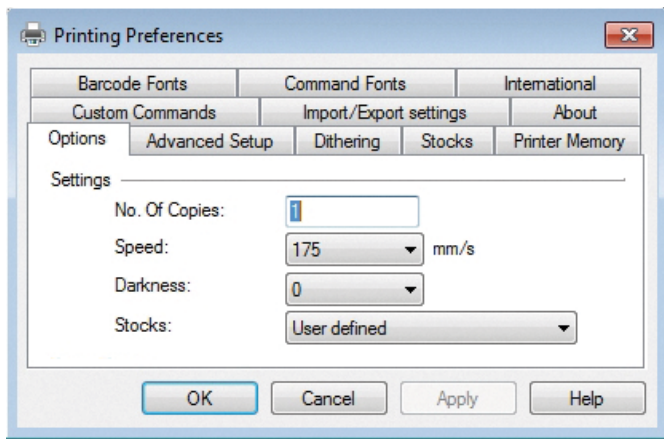 Printing Preferences
Barcode Fonts Command Fonts International
Custom Commands Import/Export settings About
Options Advanced Setup Dithering Stocks Printer Memory
Settings
No. Of Copies: 1
Speed: 175 mm/s
Darkness: 0
Stocks: User defined
OK Cancel Apply Help